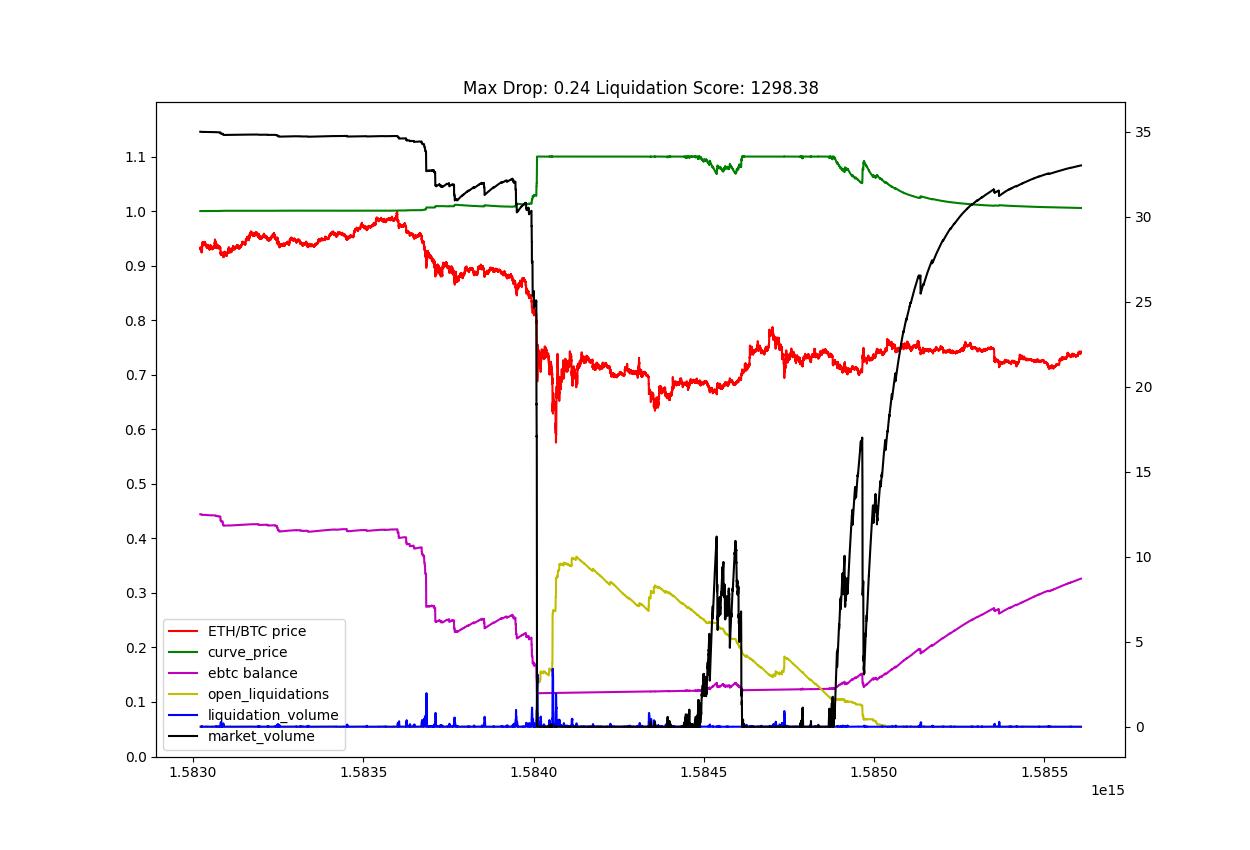 Max Drop: 0.24 Liquidation Score: 1298.38
1.1
1.0
0.9
0.8
0.7
0.6
0.5
0.4
0.3
0.2
0.1
0.0
35
30
25
20
15
10
5
0
ETH/BTC price
curve_price
ebtc balance
open_liquidations
liquidation_volume
market_volume
1.5830 1.5835 1.5840 1.5845 1.5850 1.5855
1e15